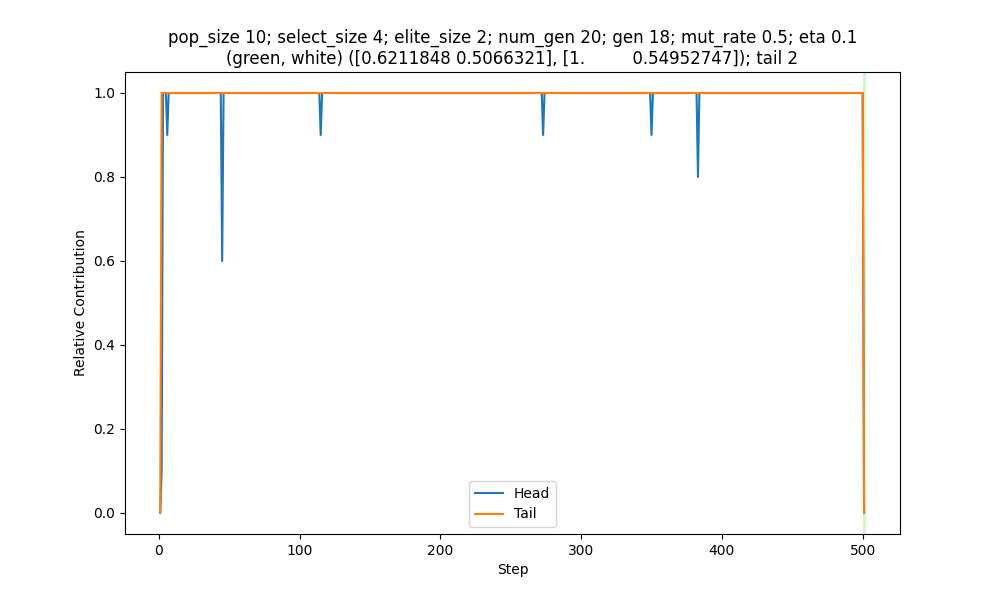 pop_size 10; select_size 4; elite_size 2; num_gen 20; gen 18; mut_rate 0.5; eta 0.1
(green, white) ([0.6211848 0.5066321], [1.         0.54952747]); tail 2
Relative Contribution
1.0
0.8
0.6
0.4
0.2
0.0
Head
Tail
0
100
200
300
400
500
Step